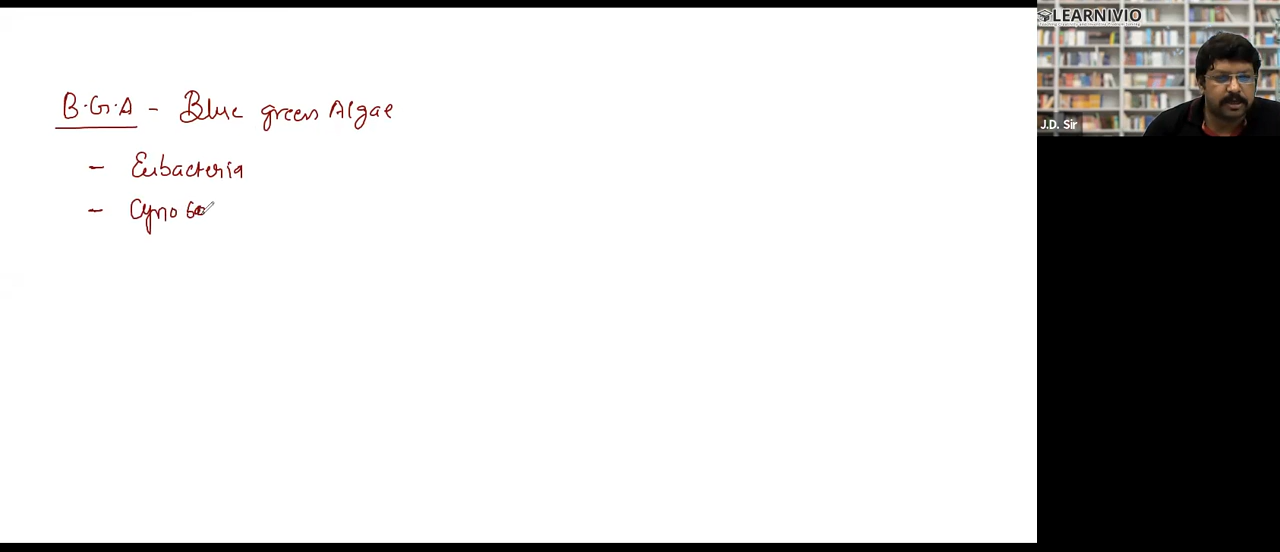 LEARNIVIO
B.G.A - Blue green Algae
- Eubacteria
- Cyno
J.D. Sir